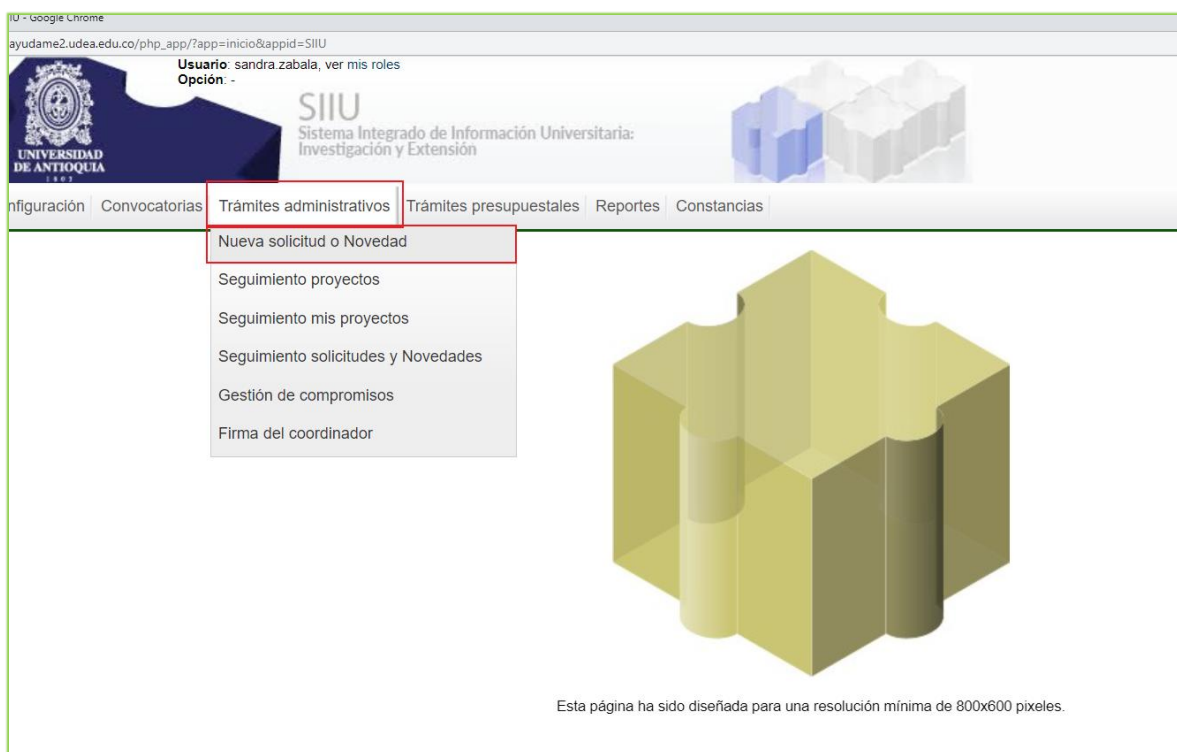 IU - Google Chrome
ayudame2.udea.edu.co/php_app/?app=inicio&appid=SIIU
Usuario: sandra.zabala, ver mis roles
Opción: -
SIIU
Sistema Integrado de Información Universitaria:
Investigación y Extensión
UNIVERSIDAD
DE ANTIOQUIA
1803
nfiguración Convocatorias Trámites administrativos Trámites presupuestales Reportes Constancias
Nueva solicitud o Novedad
Seguimiento proyectos
Seguimiento mis proyectos
Seguimiento solicitudes y Novedades
Gestión de compromisos
Firma del coordinador
Esta página ha sido diseñada para una resolución mínima de 800x600 pixeles.